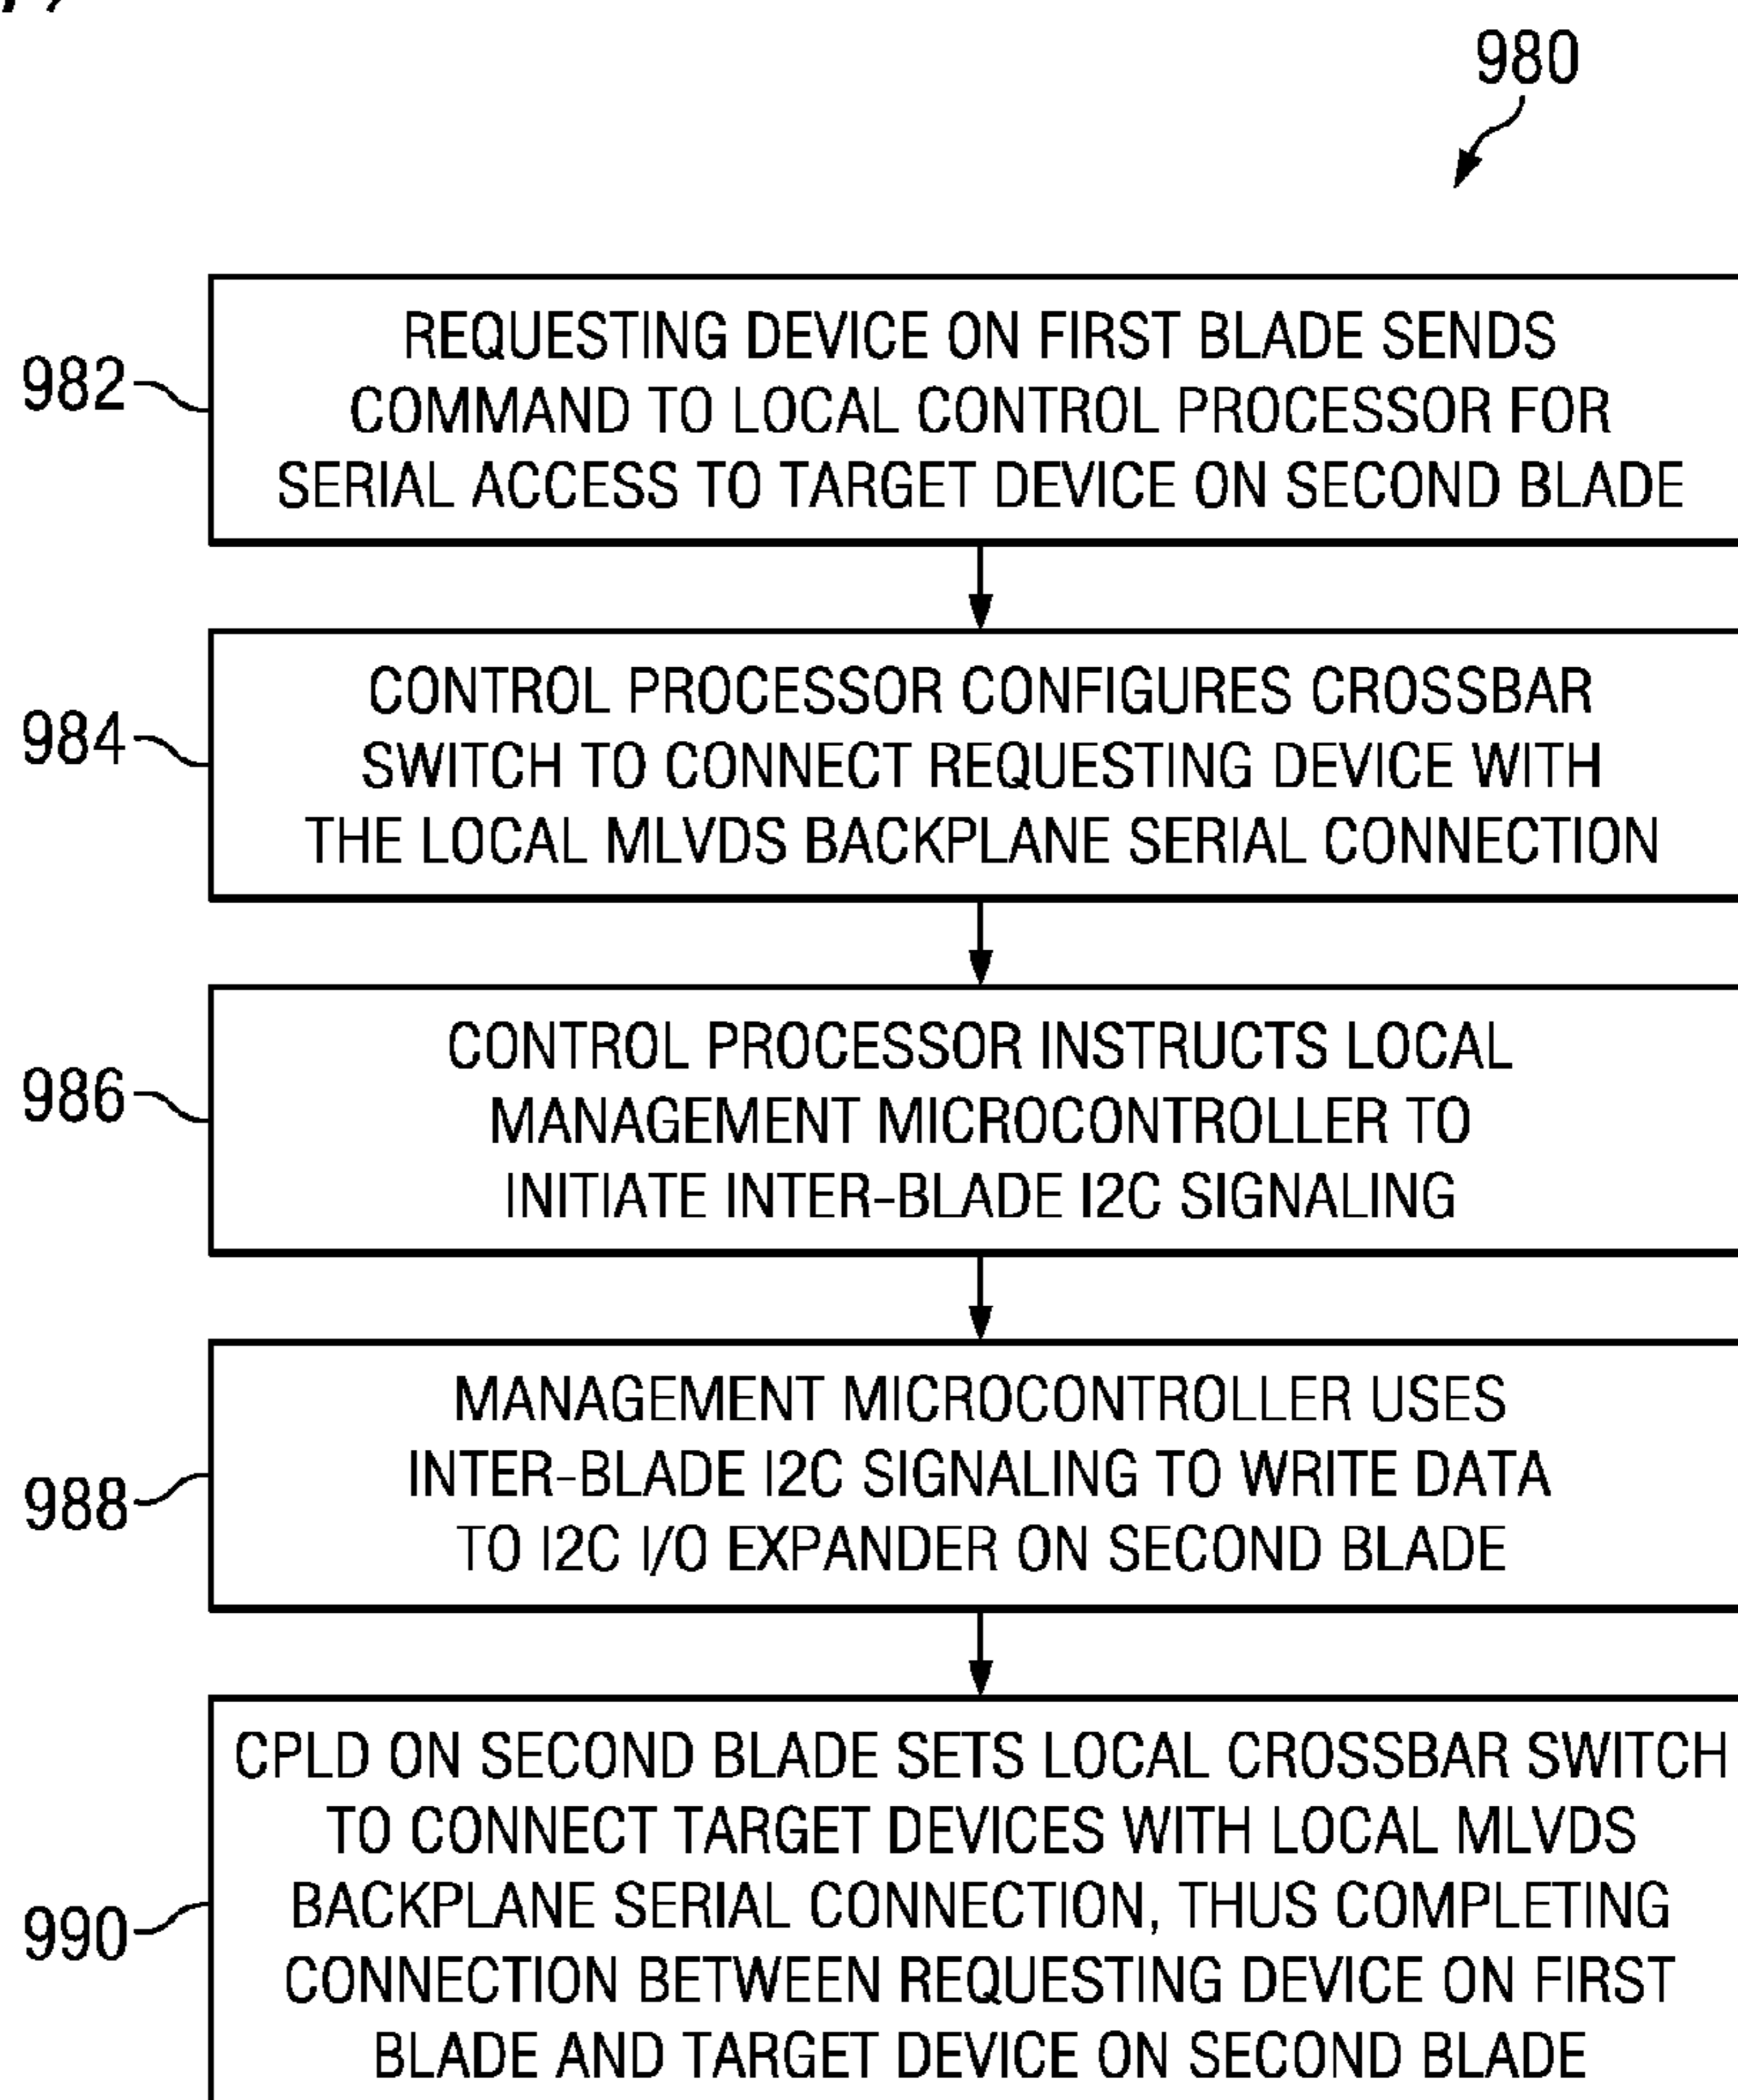 980
982
REQUESTING DEVICE ON FIRST BLADE SENDS
COMMAND TO LOCAL CONTROL PROCESSOR FOR
SERIAL ACCESS TO TARGET DEVICE ON SECOND BLADE
984
CONTROL PROCESSOR CONFIGURES CROSSBAR
SWITCH TO CONNECT REQUESTING DEVICE WITH
THE LOCAL MLVDS BACKPLANE SERIAL CONNECTION
986
CONTROL PROCESSOR INSTRUCTS LOCAL
MANAGEMENT MICROCONTROLLER TO
INITIATE INTER-BLADE I2C SIGNALING
988
MANAGEMENT MICROCONTROLLER USES
INTER-BLADE I2C SIGNALING TO WRITE DATA
TO I2C I/O EXPANDER ON SECOND BLADE
990
CPLD ON SECOND BLADE SETS LOCAL CROSSBAR SWITCH
TO CONNECT TARGET DEVICES WITH LOCAL MLVDS
BACKPLANE SERIAL CONNECTION, THUS COMPLETING
CONNECTION BETWEEN REQUESTING DEVICE ON FIRST
BLADE AND TARGET DEVICE ON SECOND BLADE